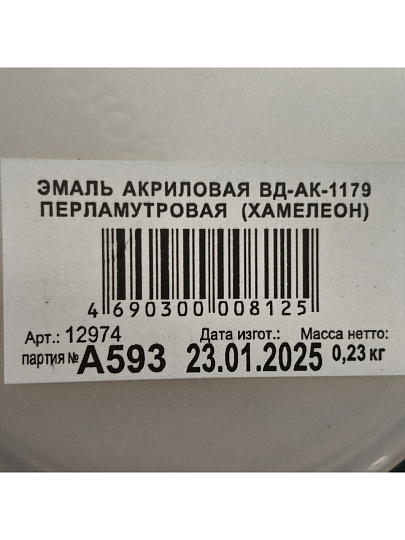 ЭМАЛЬ АКРИЛОВАЯ ВД-АК-1179
ПЕРЛАМУТРОВАЯ (ХАМЕЛЕОН)
4 690300 008125
Арт.: 12974 Дата изгот.: Масса нетто:
партия № А593 23.01.2025 0,23 кг